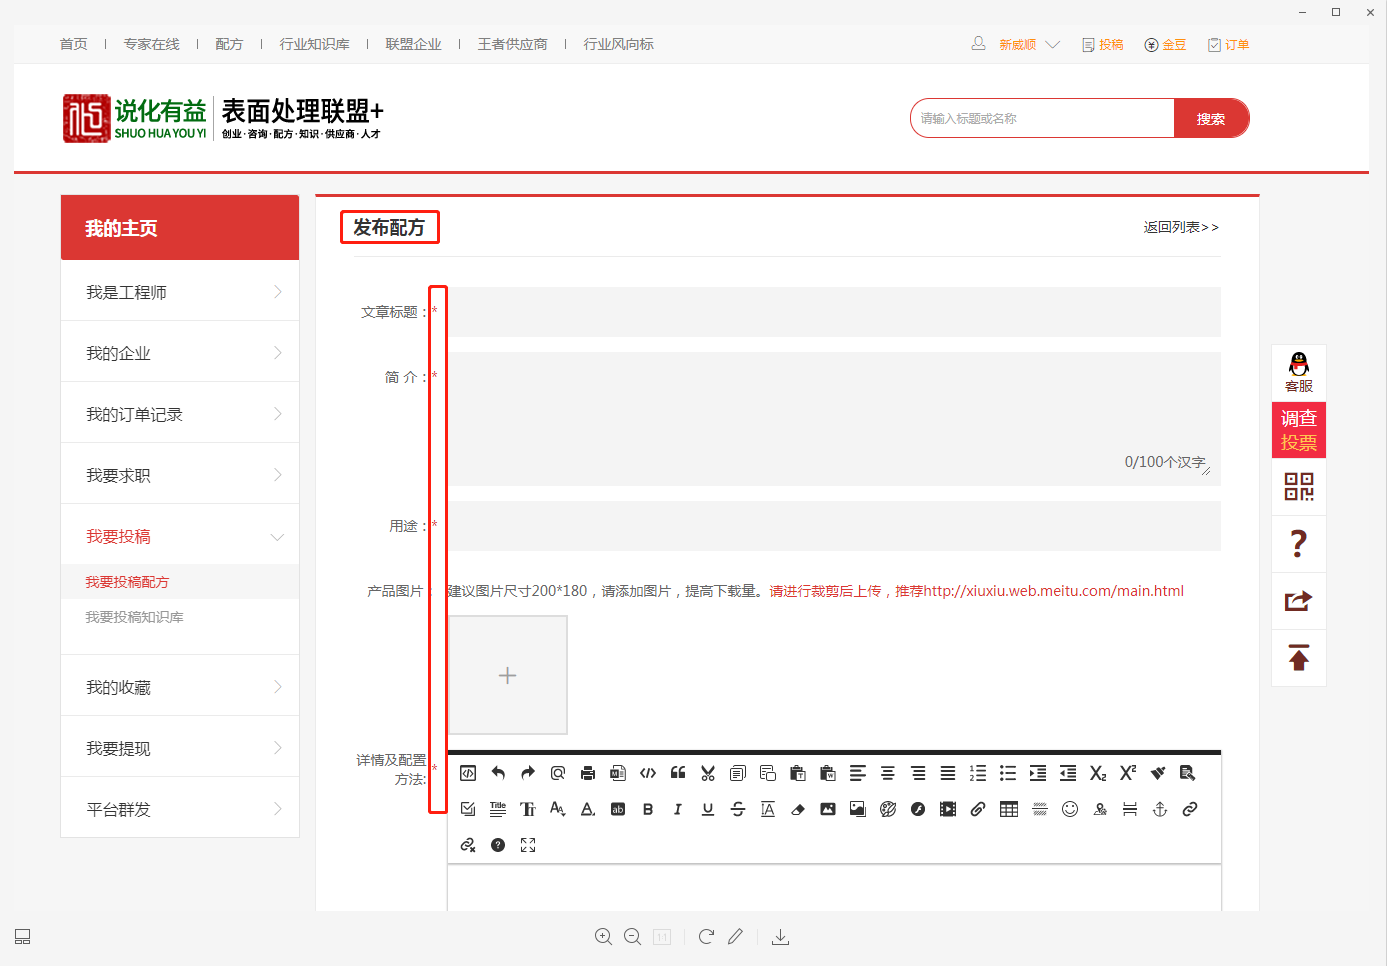 首页
专家在线
配方
行业知识库
联盟企业
王者供应商
行业风向标
新威顺
投稿
金豆
订单
说化有益
SHUO HUA YOU YI
表面处理联盟+
创业·咨询·配方·知识·供应商·人才
请输入标题或名称
搜索
我的主页
我是工程师
我的企业
我的订单记录
我要求职
我要投稿
我要投稿配方
我要投稿知识库
我的收藏
我要提现
平台群发
发布配方
返回列表>>
文章标题：*
简 介：*
0/100个汉字
用途：*
产品图片：
建议图片尺寸200*180，请添加图片，提高下载量。请进行裁剪后上传，推荐http://xiuxiu.web.meitu.com/main.html
+
详情及配置
方法:*
客服
调查
投票
?
1:1